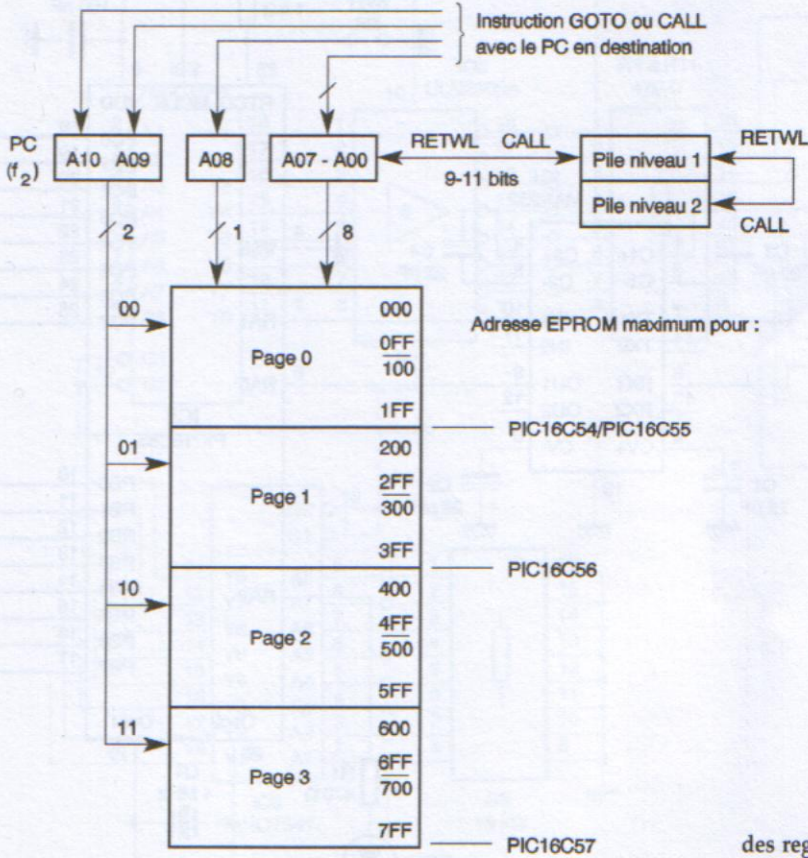 Instruction GOTO ou CALL
avec le PC en destination
PC
(f2)
A10 A09
A08
A07 - A00
RETWL CALL
9-11 bits
Pile niveau 1
Pile niveau 2
RETWL
CALL
2
1
8
00
000
Adresse EPROM maximum pour :
Page 0
0FF
100
1FF
PIC16C54/PIC16C55
01
200
Page 1
2FF
300
3FF
PIC16C56
10
400
Page 2
4FF
500
5FF
11
600
Page 3
6FF
700
7FF
PIC16C57
des reg